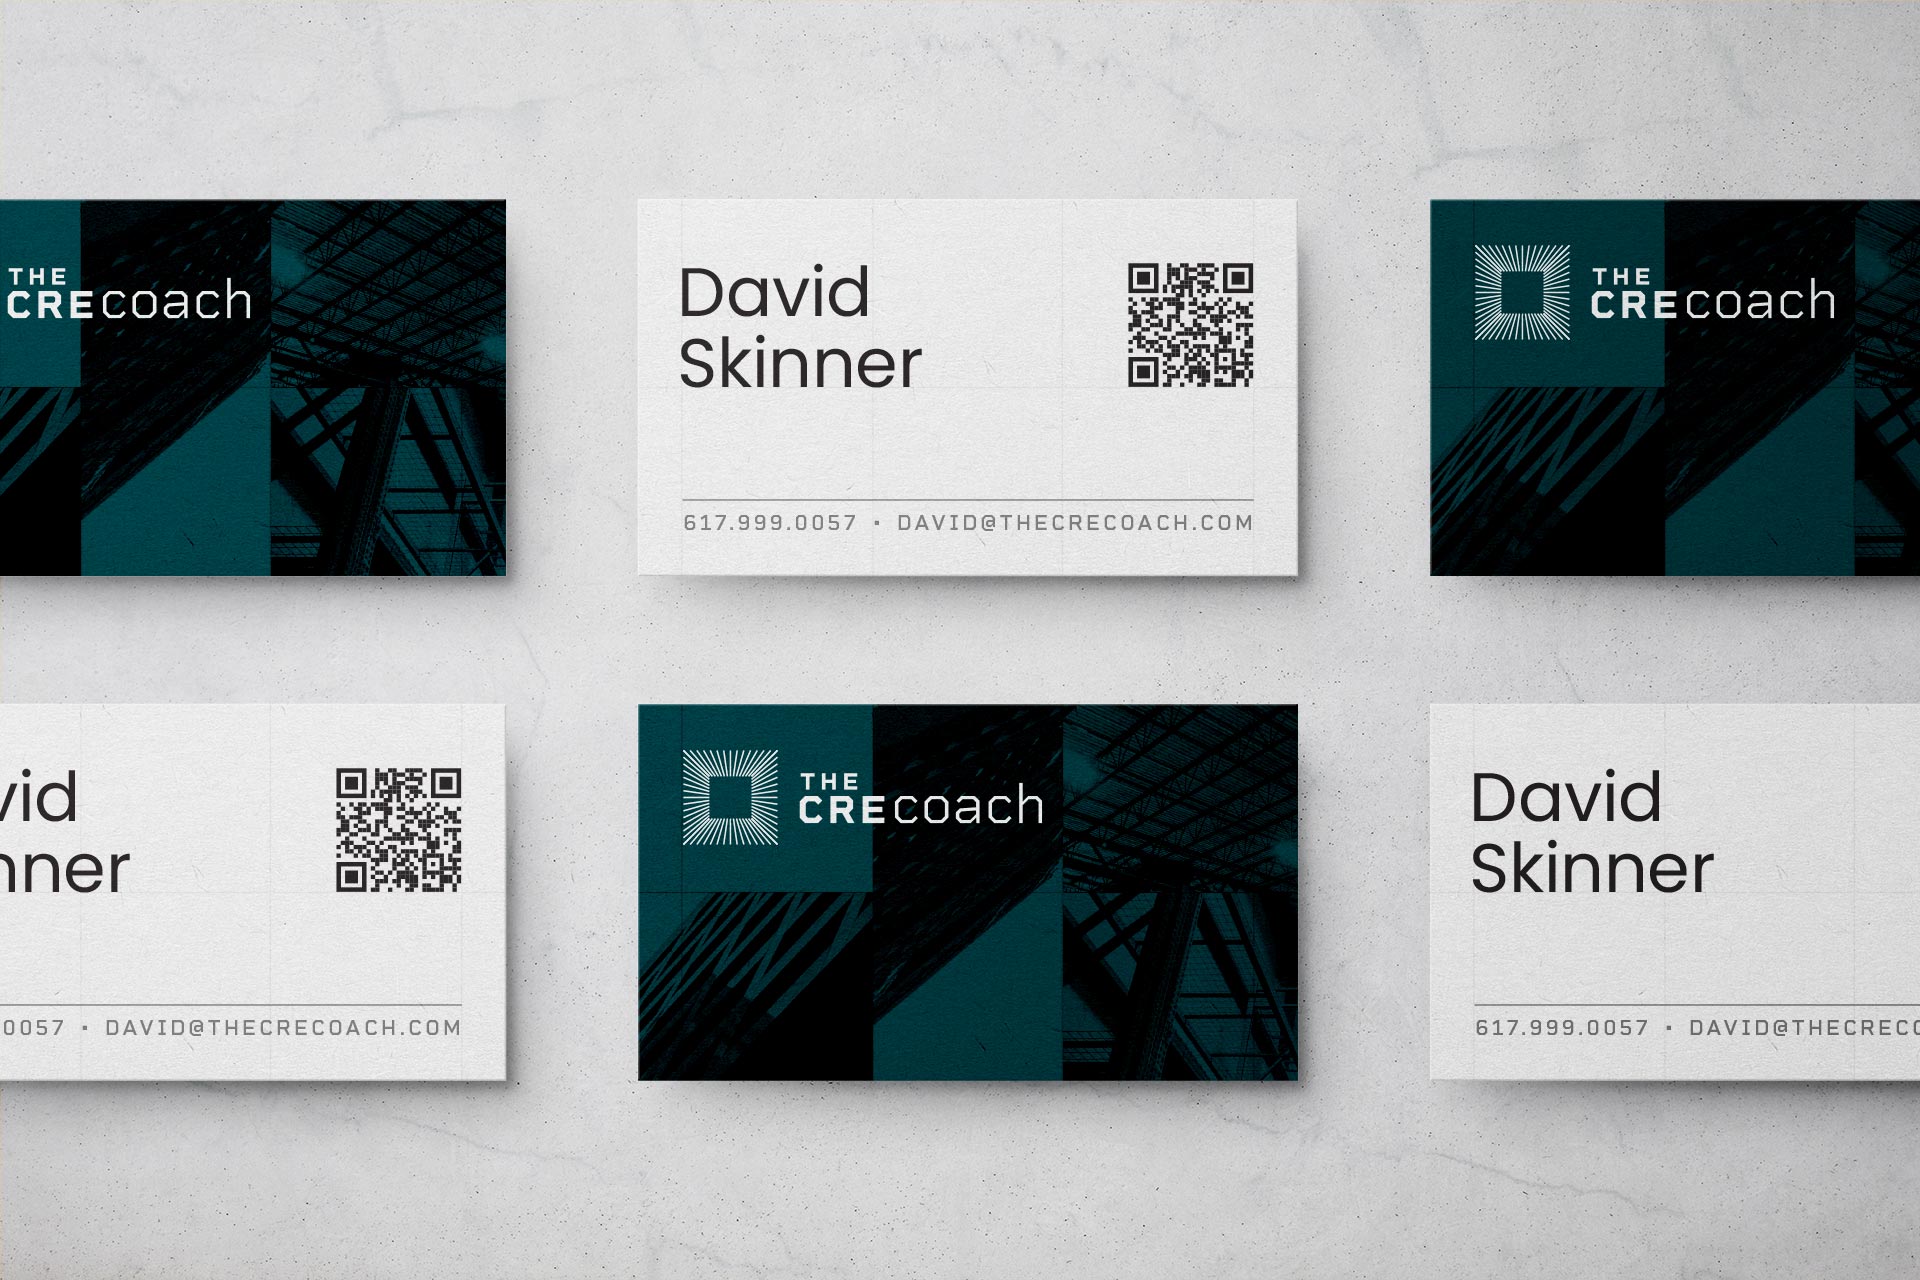 THE
CREcoach
David
Skinner
617.999.0057 • DAVID@THECRECOACH.COM
THE
CREcoach
vid
nner
0057 • DAVID@THECRECOACH.COM
THE
CREcoach
David
Skinner
617.999.0057 • DAVID@THECRECO